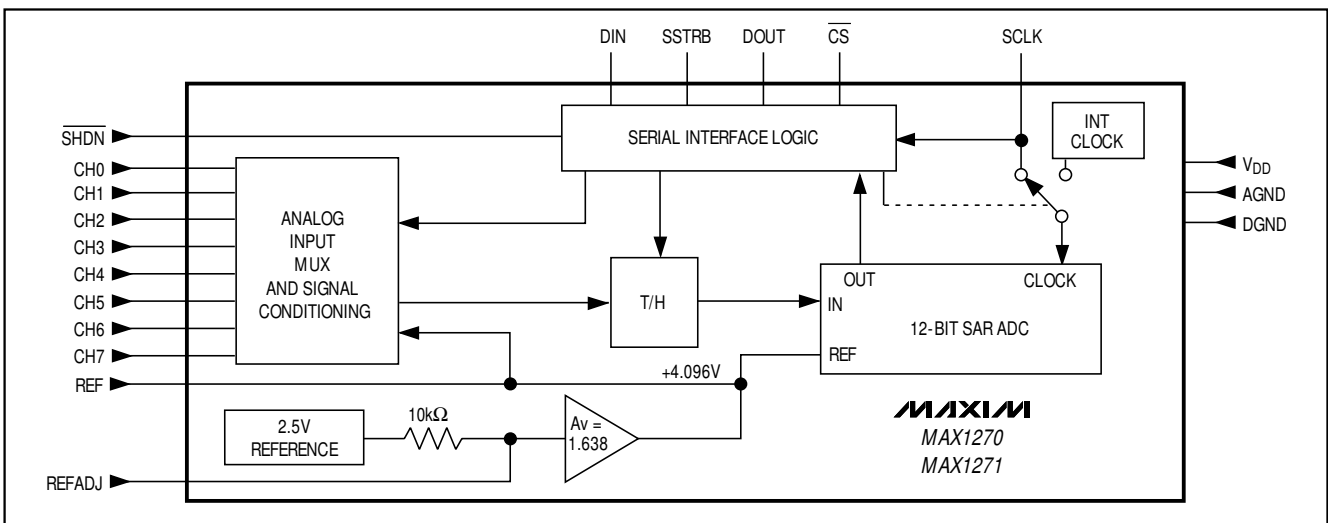 DIN SSTRB DOUT CS SCLK
SHDN
SERIAL INTERFACE LOGIC
INT
CLOCK
CH0
CH1
CH2
CH3
CH4
CH5
CH6
CH7
REF
REFADJ
ANALOG
INPUT
MUX
AND SIGNAL
CONDITIONING
T/H
OUT CLOCK
IN
12-BIT SAR ADC
REF
VDD
AGND
DGND
+4.096V
2.5V
REFERENCE
10kΩ
Av =
1.638
MAXIM
MAX1270
MAX1271